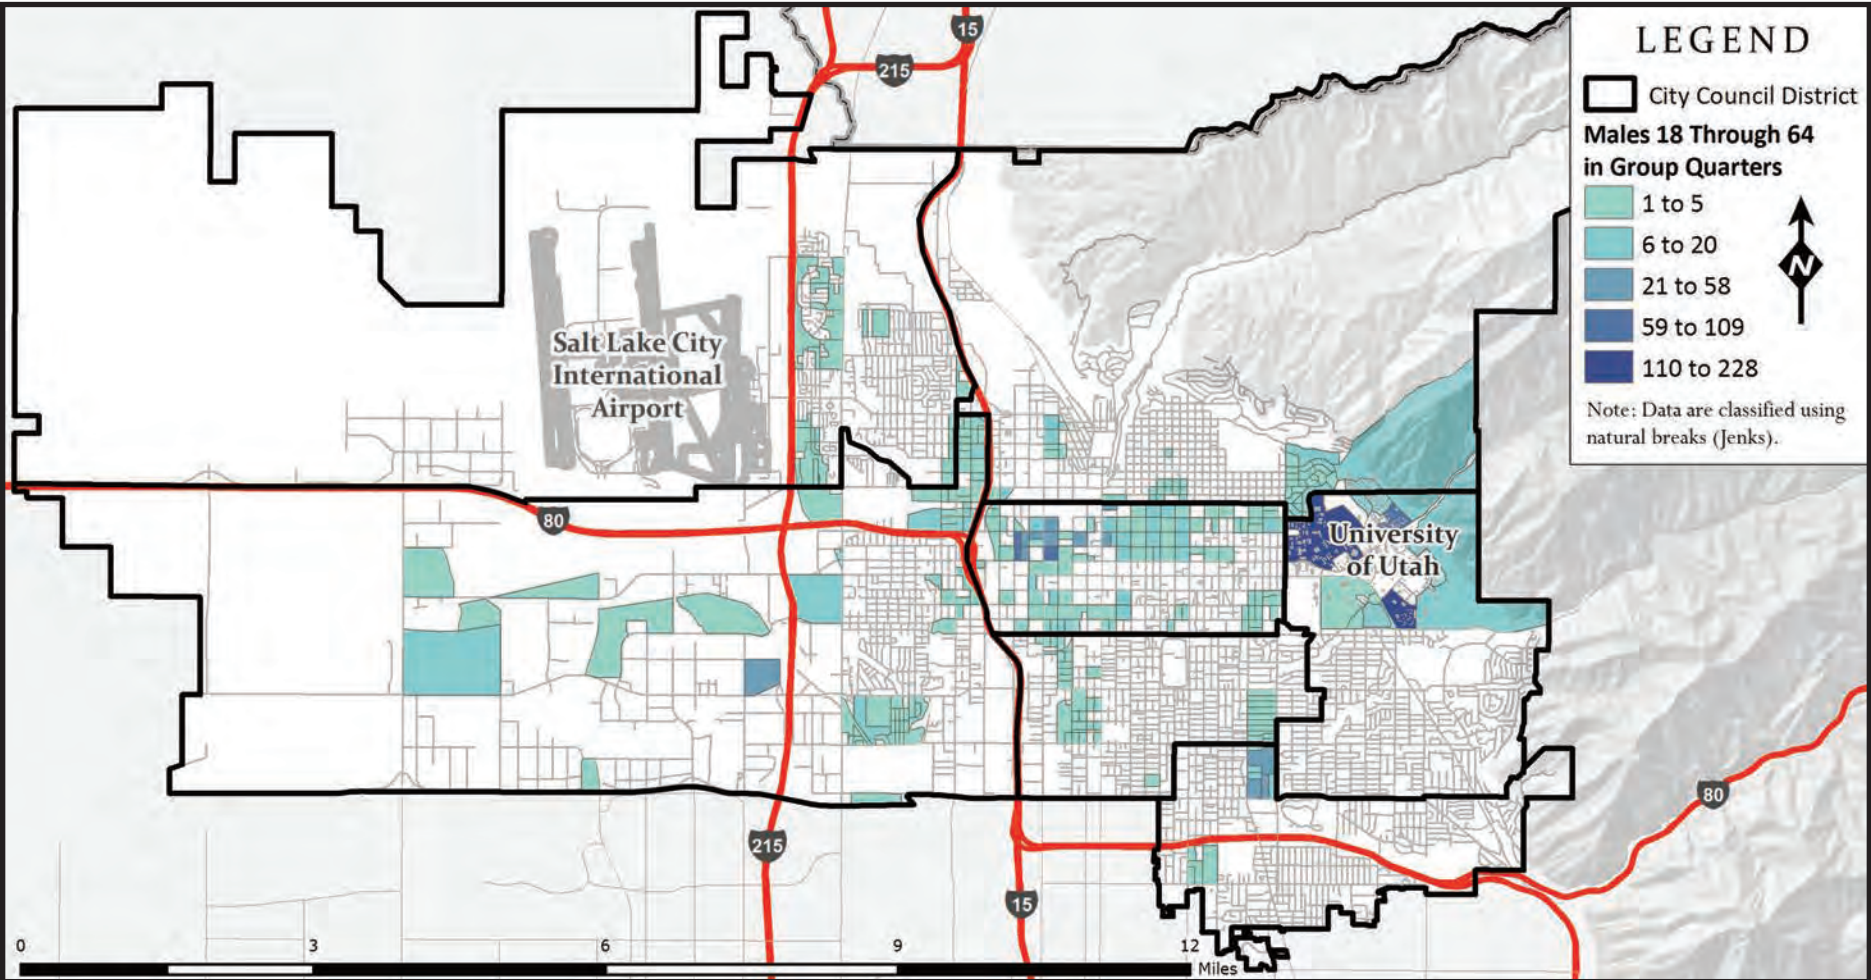 15
215
LEGEND
City Council District
Males 18 Through 64
in Group Quarters
1 to 5
6 to 20
21 to 58
59 to 109
110 to 228
N
Note: Data are classified using
natural breaks (Jenks).
Salt Lake City
International
Airport
80
University
of Utah
80
215
15
0 3 6 9 12
Miles